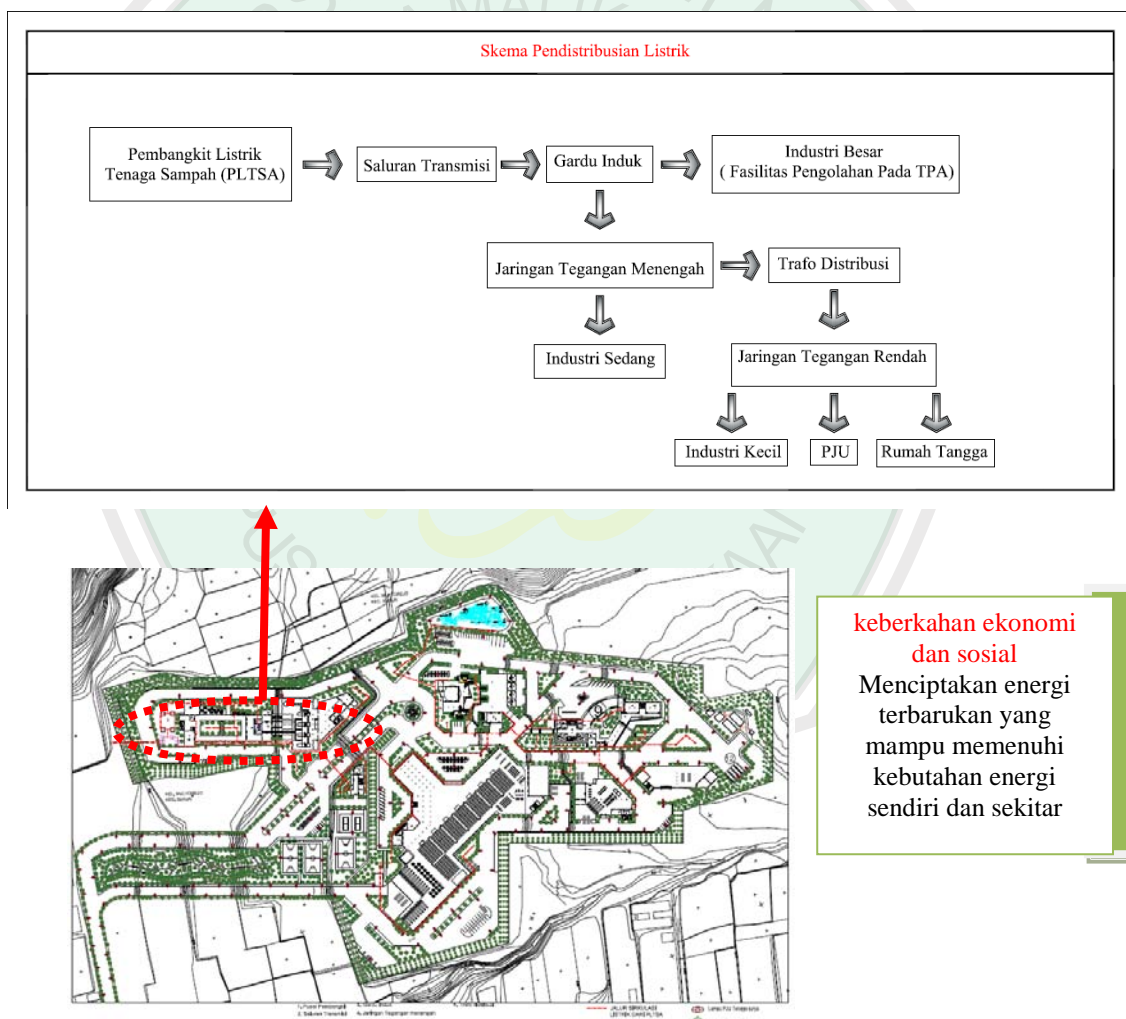 Skema Pendistribusian Listrik
Pembangkit Listrik
Tenaga Sampah (PLTSA)
Saluran Transmisi
Gardu Induk
Industri Besar
( Fasilitas Pengolahan Pada TPA)
Jaringan Tegangan Menengah
Trafo Distribusi
Industri Sedang
Jaringan Tegangan Rendah
Industri Kecil
PJU
Rumah Tangga
keberkahan ekonomi
dan sosial
Menciptakan energi
terbarukan yang
mampu memenuhi
kebutahan energi
sendiri dan sekitar